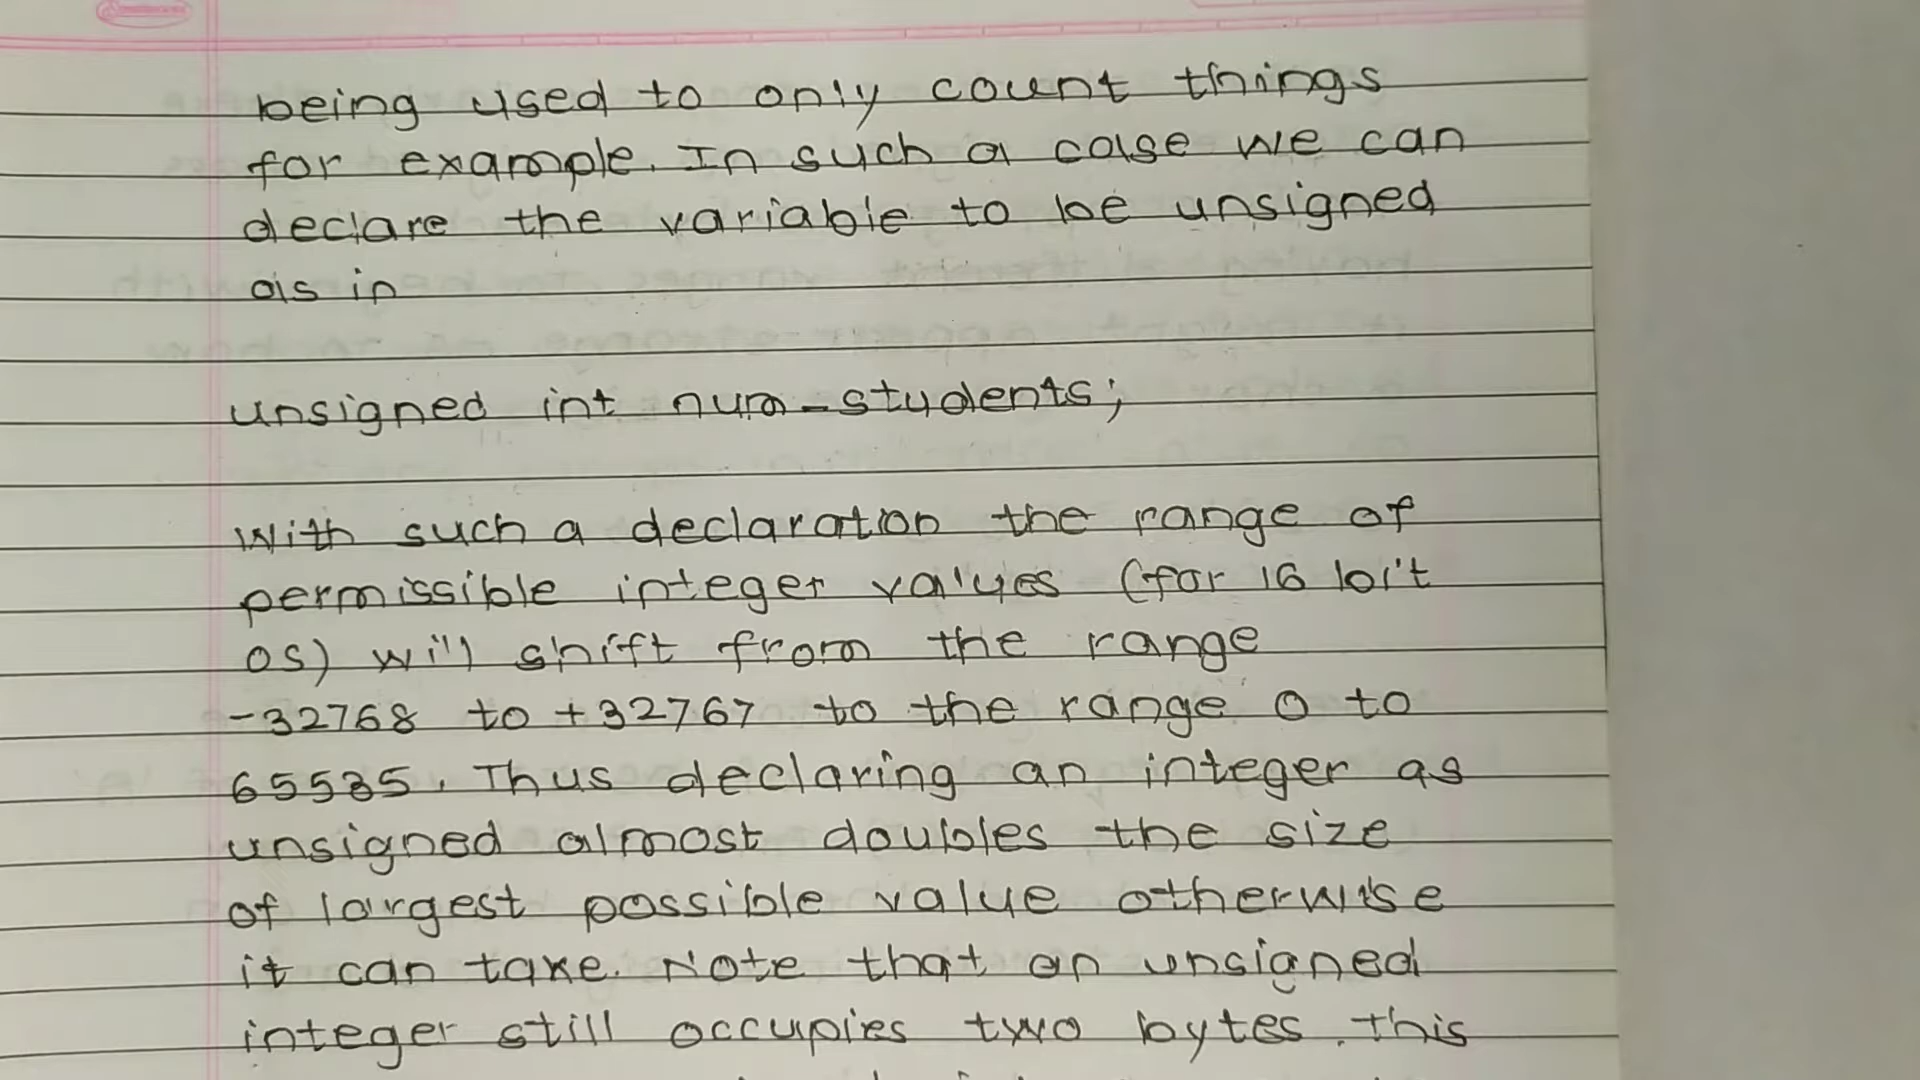 being used to only count things
for example. In such a case we can
declare the variable to be unsigned
as in
unsigned int num_students;
With such a declaration the range of
permissible integer values (for 16 bit
os) will shift from the range
-32768 to +32767 to the range 0 to
65535. Thus declaring an integer as
unsigned almost doubles the size
of largest possible value otherwise
it can take. Note that an unsigned
integer still occupies two bytes. This